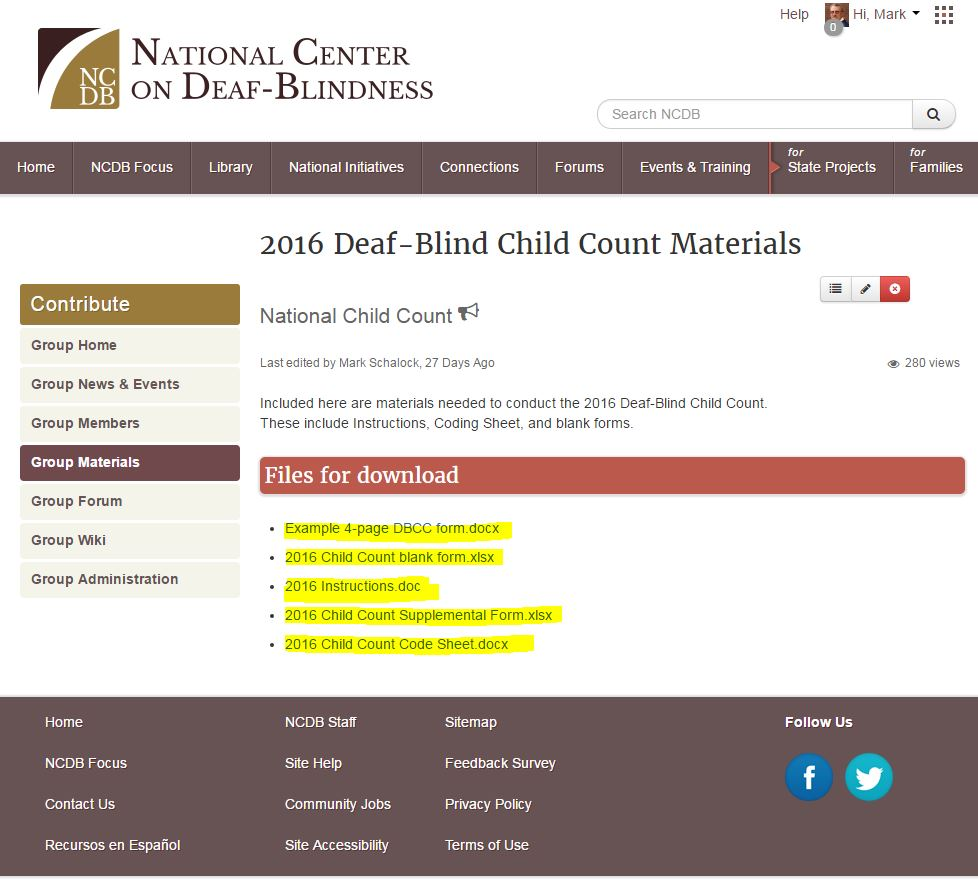 Help
0
Hi, Mark
NC
DB
NATIONAL CENTER
ON DEAF-BLINDNESS
Search NCDB
Home
NCDB Focus
Library
National Initiatives
Connections
Forums
Events & Training
for
State Projects
for
Families
2016 Deaf-Blind Child Count Materials
Contribute
Group Home
Group News & Events
Group Members
Group Materials
Group Forum
Group Wiki
Group Administration
National Child Count
Last edited by Mark Schalock, 27 Days Ago
280 views
Included here are materials needed to conduct the 2016 Deaf-Blind Child Count.
These include Instructions, Coding Sheet, and blank forms.
Files for download
Example 4-page DBCC form.docx
2016 Child Count blank form.xlsx
2016 Instructions.doc
2016 Child Count Supplemental Form.xlsx
2016 Child Count Code Sheet.docx
Home
NCDB Focus
Contact Us
Recursos en Español
NCDB Staff
Site Help
Community Jobs
Site Accessibility
Sitemap
Feedback Survey
Privacy Policy
Terms of Use
Follow Us
f